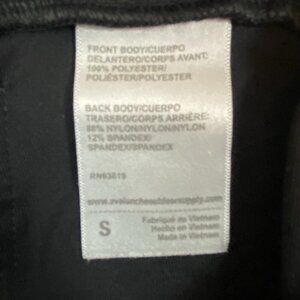 FRONT BODY/CUERPO
DELANTERO/CORPS AVANT:
100% POLYESTER/
POLIÉSTER/POLYESTER
BACK BODY/CUERPO
TRASERO/CORPS ARRIÈRE:
88% NYLON/NYLON/NYLON
12% SPANDEX/
SPANDEX/SPANDEX
RN93819
www.avalancheoutdoorsupply.com
S
Fabriqué au Vietnam
Hecho en Vietnam
Made in Vietnam